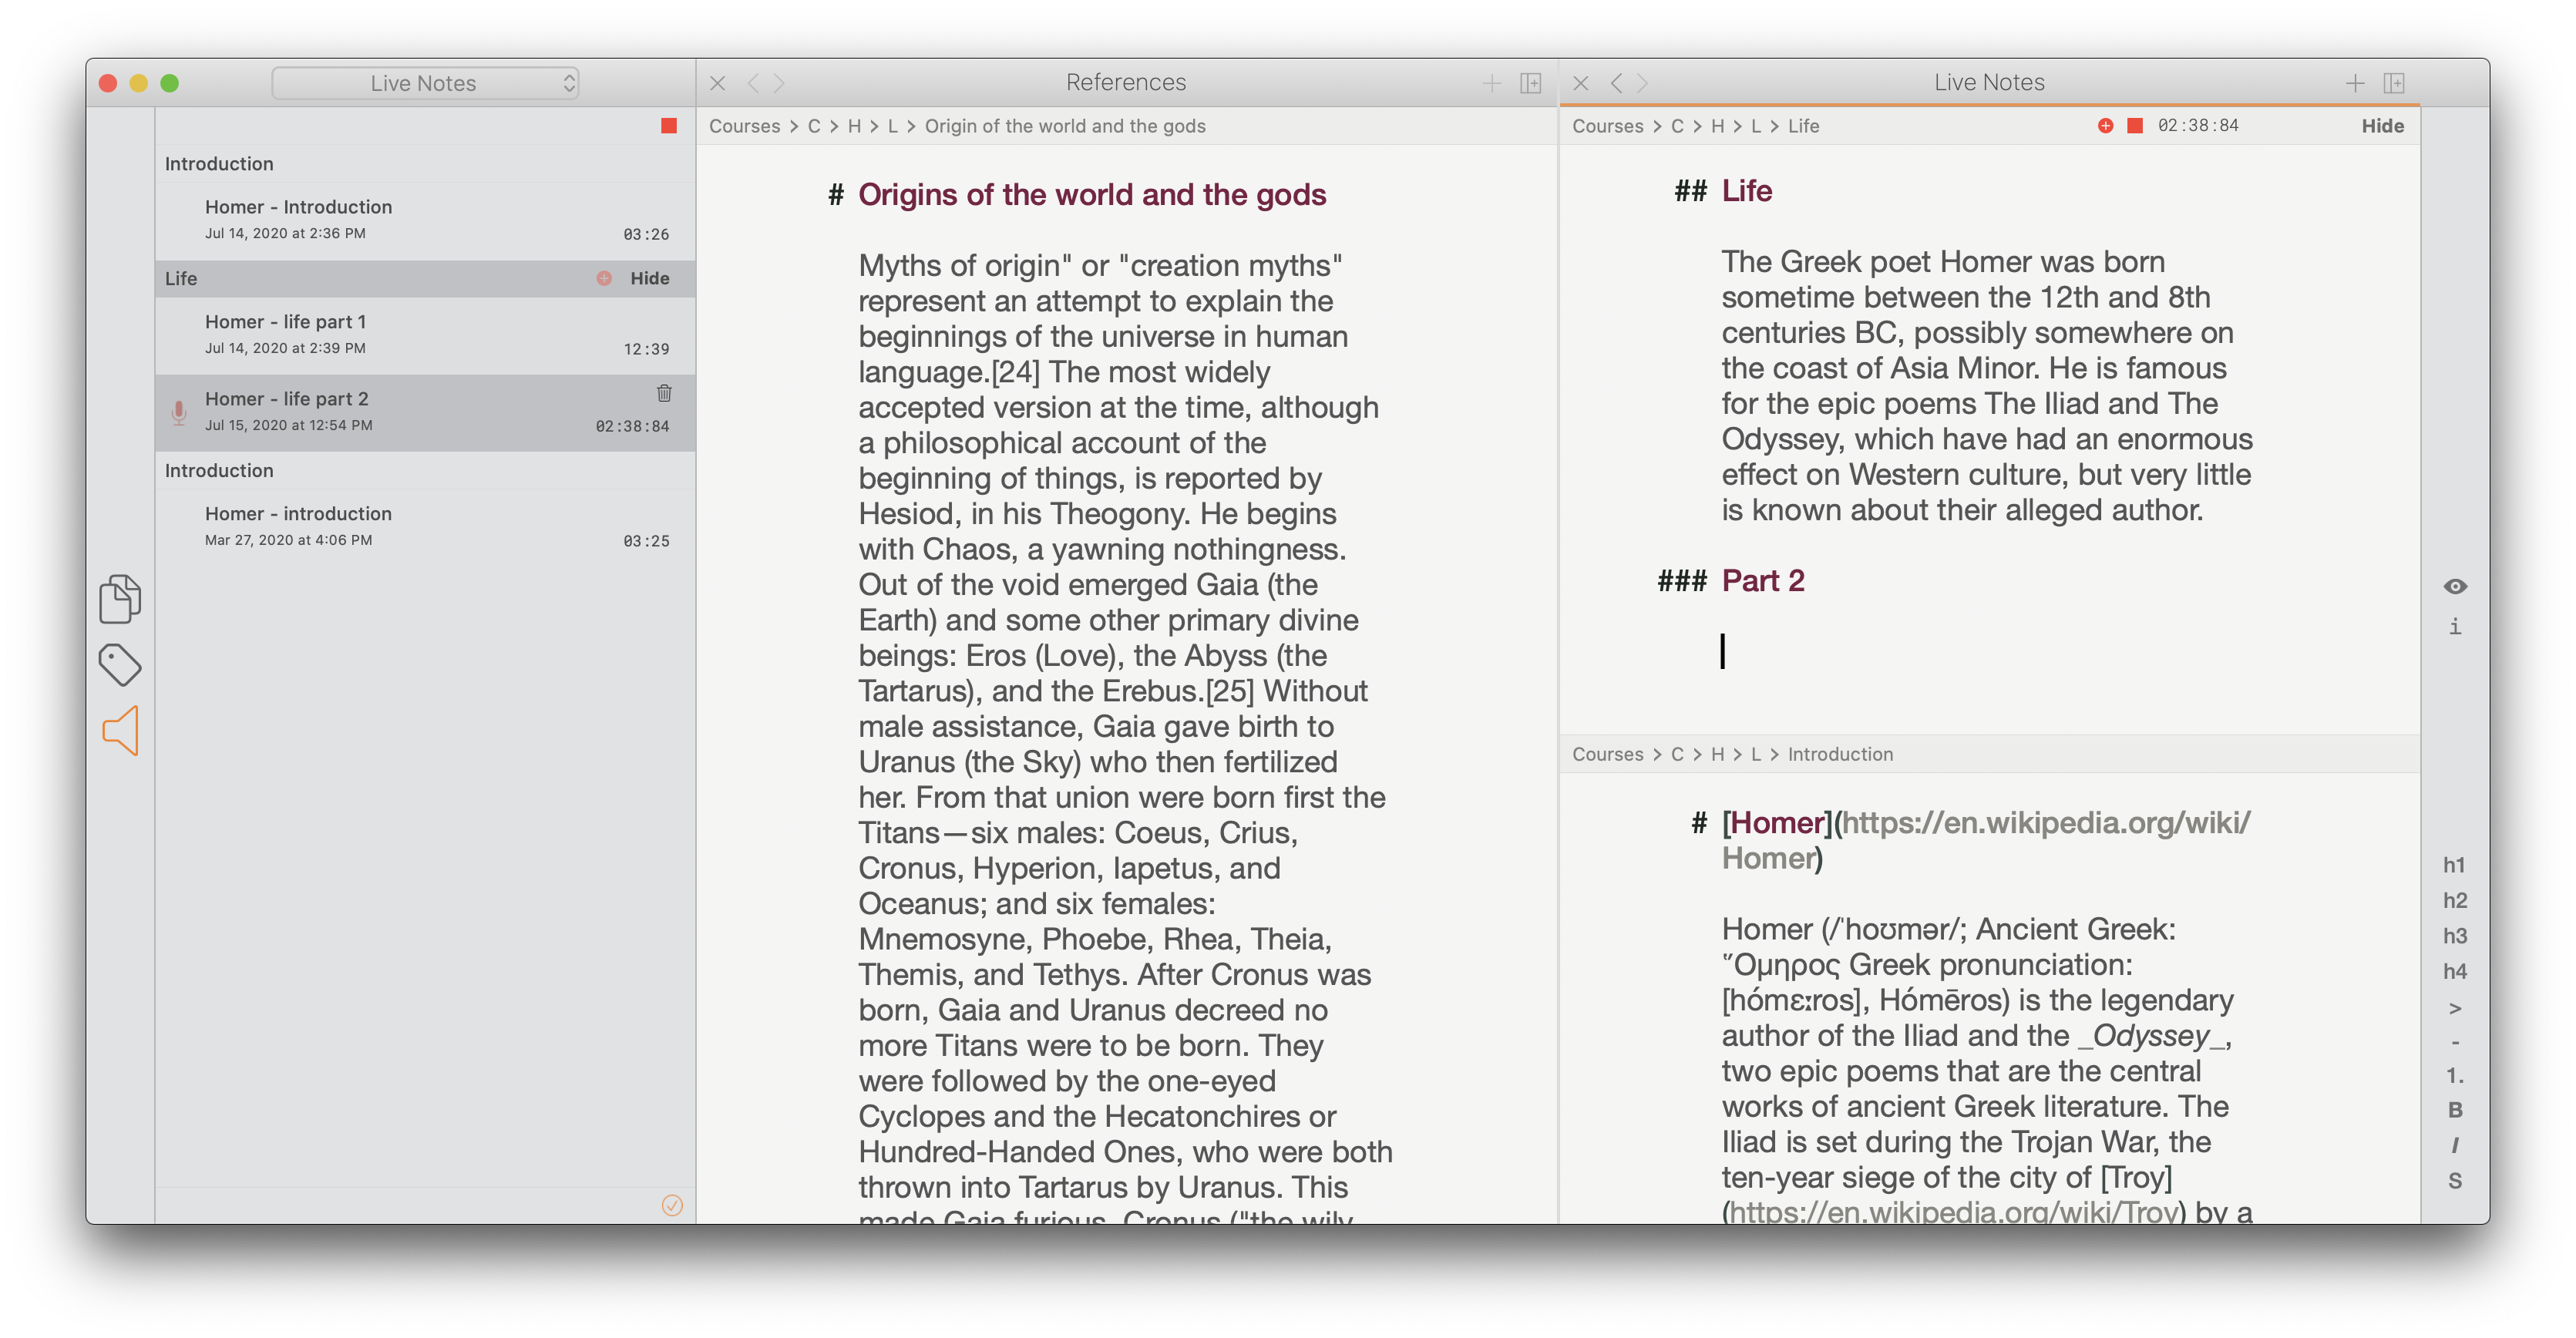 Live Notes
Introduction
Homer - Introduction
Jul 14, 2020 at 2:36 PM
03:26
Life
Hide
Homer - life part 1
Jul 14, 2020 at 2:39 PM
12:39
Homer - life part 2
Jul 15, 2020 at 12:54 PM
02:38:84
Introduction
Homer - introduction
Mar 27, 2020 at 4:06 PM
03:25
References
Courses > C > H > L > Origin of the world and the gods
# Origins of the world and the gods
Myths of origin" or "creation myths"
represent an attempt to explain the
beginnings of the universe in human
language.[24] The most widely
accepted version at the time, although
a philosophical account of the
beginning of things, is reported by
Hesiod, in his Theogony. He begins
with Chaos, a yawning nothingness.
Out of the void emerged Gaia (the
Earth) and some other primary divine
beings: Eros (Love), the Abyss (the
Tartarus), and the Erebus.[25] Without
male assistance, Gaia gave birth to
Uranus (the Sky) who then fertilized
her. From that union were born first the
Titans—six males: Coeus, Crius,
Cronus, Hyperion, Iapetus, and
Oceanus; and six females:
Mnemosyne, Phoebe, Rhea, Theia,
Themis, and Tethys. After Cronus was
born, Gaia and Uranus decreed no
more Titans were to be born. They
were followed by the one-eyed
Cyclopes and the Hecatonchires or
Hundred-Handed Ones, who were both
thrown into Tartarus by Uranus. This
made Gaia furious. Cronus ("the wily
Live Notes
Courses > C > H > L > Life
02:38:84
Hide
## Life
The Greek poet Homer was born
sometime between the 12th and 8th
centuries BC, possibly somewhere on
the coast of Asia Minor. He is famous
for the epic poems The Iliad and The
Odyssey, which have had an enormous
effect on Western culture, but very little
is known about their alleged author.
### Part 2
Courses > C > H > L > Introduction
# [Homer](https://en.wikipedia.org/wiki/
Homer)
Homer (/ˈhoʊmər/; Ancient Greek:
Ὅμηρος Greek pronunciation:
[hómɛːros], Hómēros) is the legendary
author of the Iliad and the _Odyssey_,
two epic poems that are the central
works of ancient Greek literature. The
Iliad is set during the Trojan War, the
ten-year siege of the city of [Troy]
(https://en.wikipedia.org/wiki/Troy) by a
i
h1
h2
h3
h4
>
-
1.
B
I
S